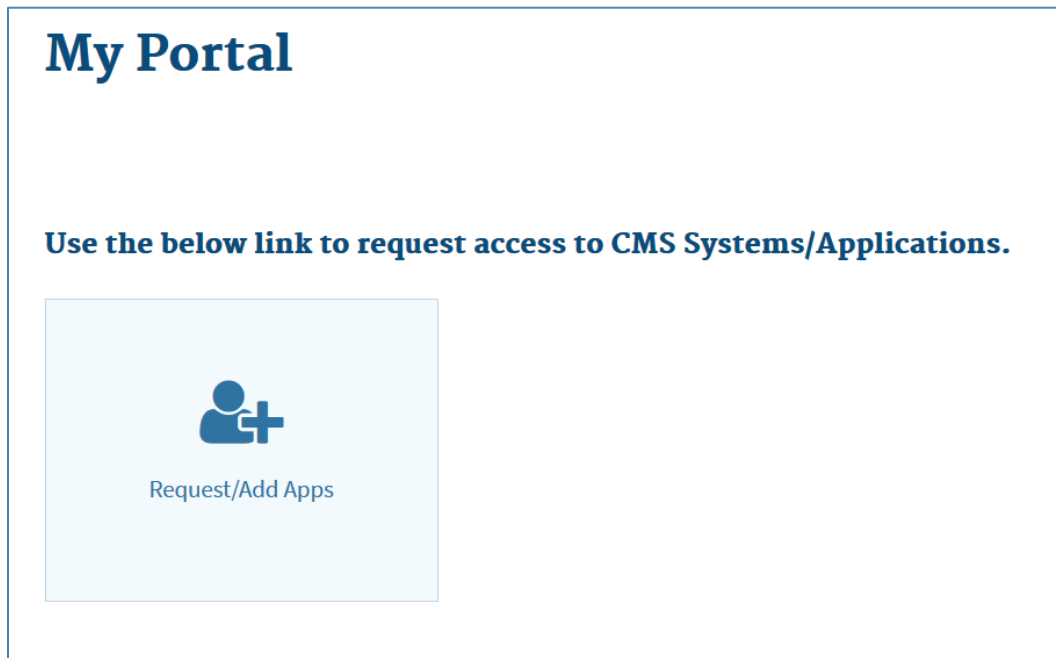 My Portal
Use the below link to request access to CMS Systems/Applications.
Request/Add Apps